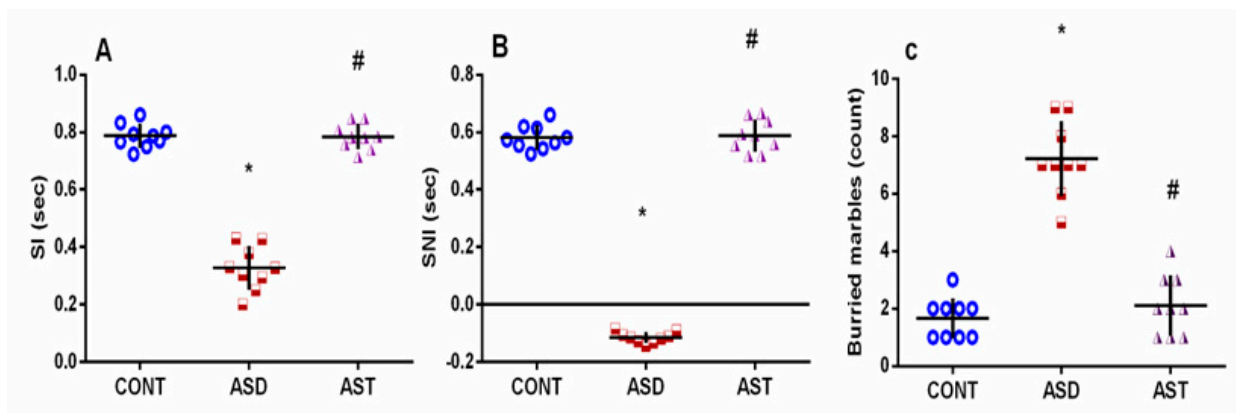 A
SI (sec)
1.0
0.8
0.6
0.4
0.2
0.0
*
#
CONT ASD AST
B
SNI (sec)
0.8
0.6
0.4
0.2
0.0
-0.2
*
#
CONT ASD AST
c
Burried marbles (count)
10
8
6
4
2
0
*
#
CONT ASD AST